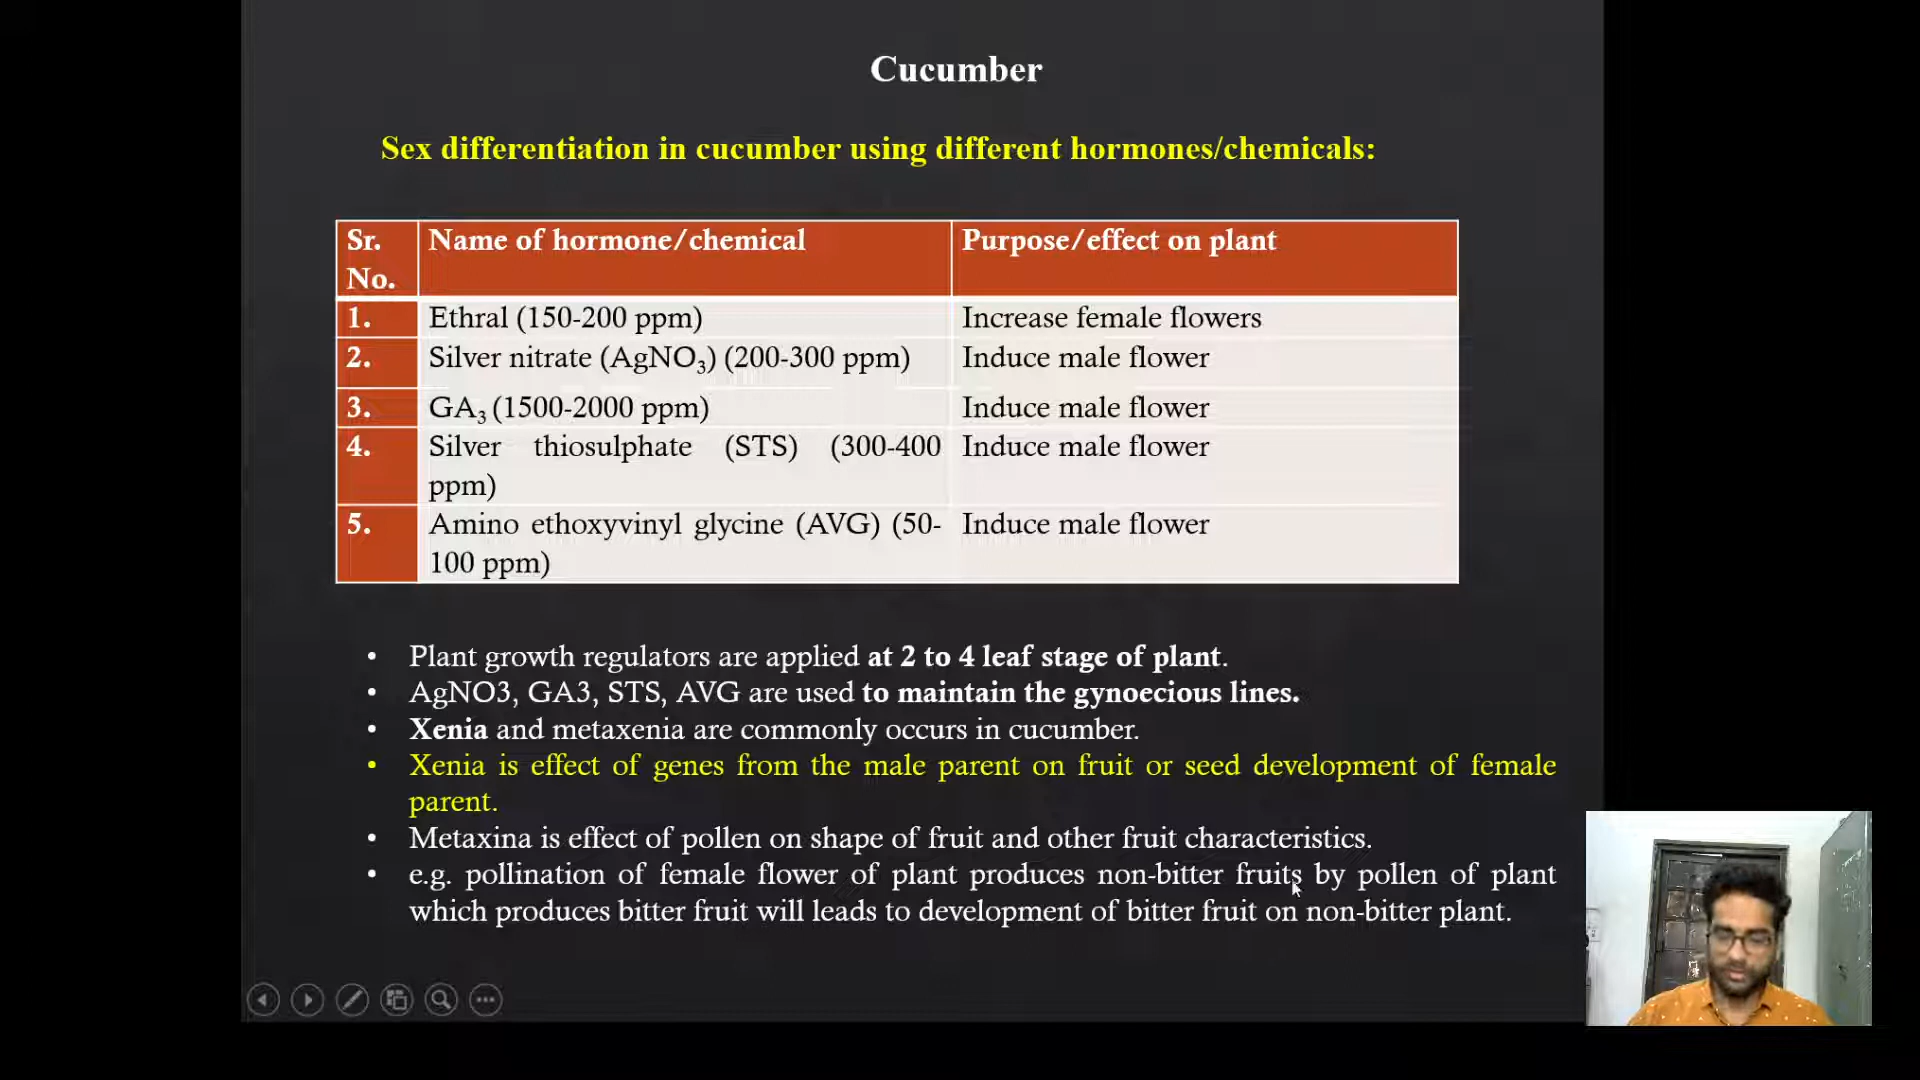 Cucumber
Sex differentiation in cucumber using different hormones/chemicals:
Sr. No.
Name of hormone/chemical
Purpose/effect on plant
1.
Ethral (150-200 ppm)
Increase female flowers
2.
Silver nitrate (AgNO₃) (200-300 ppm)
Induce male flower
3.
GA₃ (1500-2000 ppm)
Induce male flower
4.
Silver thiosulphate (STS) (300-400
ppm)
Induce male flower
5.
Amino ethoxyvinyl glycine (AVG) (50-
100 ppm)
Induce male flower
• Plant growth regulators are applied at 2 to 4 leaf stage of plant.
• AgNO3, GA3, STS, AVG are used to maintain the gynoecious lines.
• Xenia and metaxenia are commonly occurs in cucumber.
• Xenia is effect of genes from the male parent on fruit or seed development of female
parent.
• Metaxina is effect of pollen on shape of fruit and other fruit characteristics.
• e.g. pollination of female flower of plant produces non-bitter fruits by pollen of plant
which produces bitter fruit will leads to development of bitter fruit on non-bitter plant.